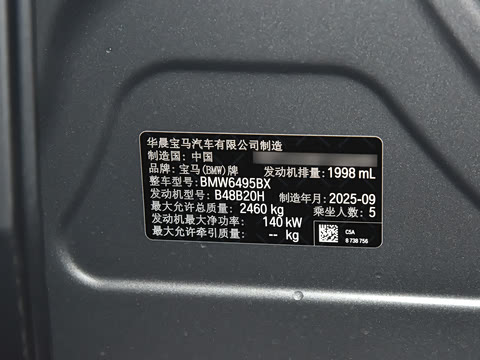 华晨宝马汽车有限公司制造
制造国: 中国
品牌: 宝马(BMW)牌 发动机排量: 1998 mL
整车型号: BMW6495BX
发动机型号: B48B20H 制造年月: 2025-09
最大允许总质量: 2460 kg 乘坐人数: 5
发动机最大净功率: 140 kW
最大允许牵引质量: -- kg
C5A
8 738 756